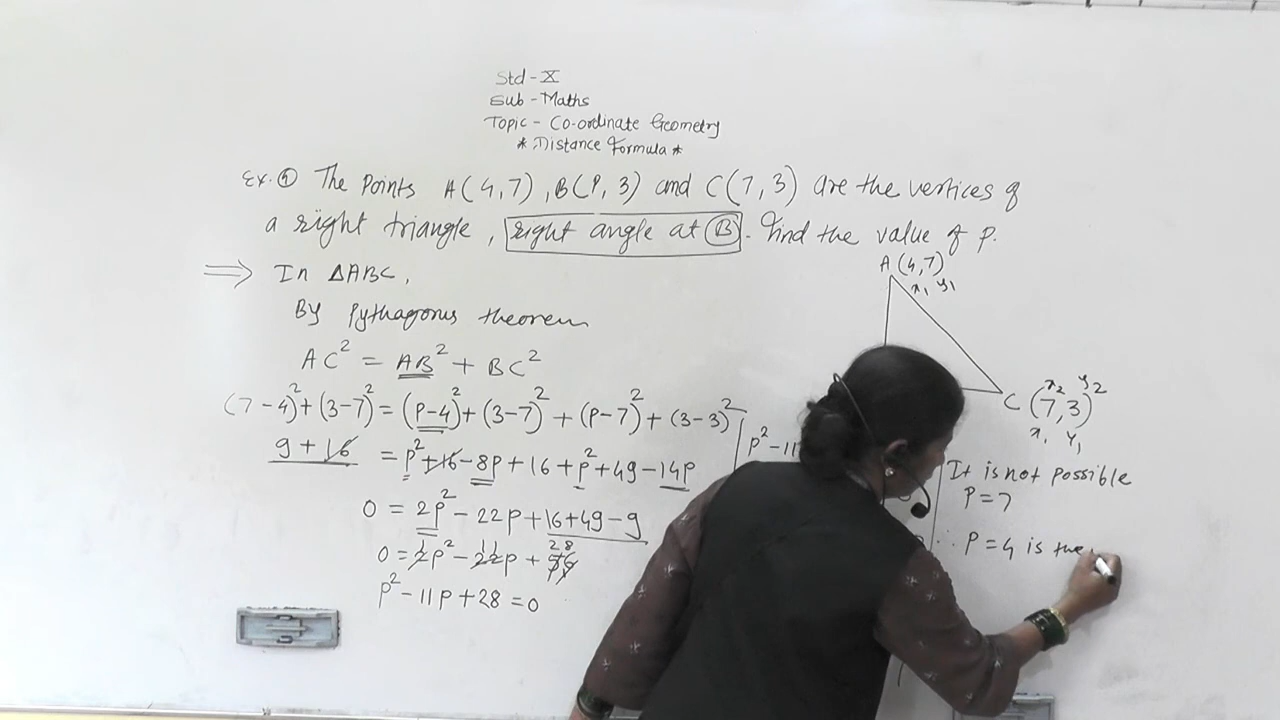 Std - X
Sub - Maths
Topic - Co-ordinate Geometry
* Distance Formula *
The Points A(4,7), B(P, 3) and C(7, 3) are the vertices of
a right triangle, right angle at B. Find the value of P.
⇒ In ΔABC,
By Pythagorus theorem
AC² = AB² + BC²
(7-4)² + (3-7)² = (P-4)² + (3-7)² + (P-7)² + (3-3)²
9 + 16 = P² + 16 - 8P + 16 + P² + 49 - 14P
0 = 2P² - 22P + 16 + 49 - 9
0 = 2P² - 22P + 56
1 11 28
P² - 11P + 28 = 0
P² - 11
A (4,7)
x₁ y₁
x₂ y₂
C (7,3)
x₁ y₁
It is not possible
P = 7
∴ P = 4 is the